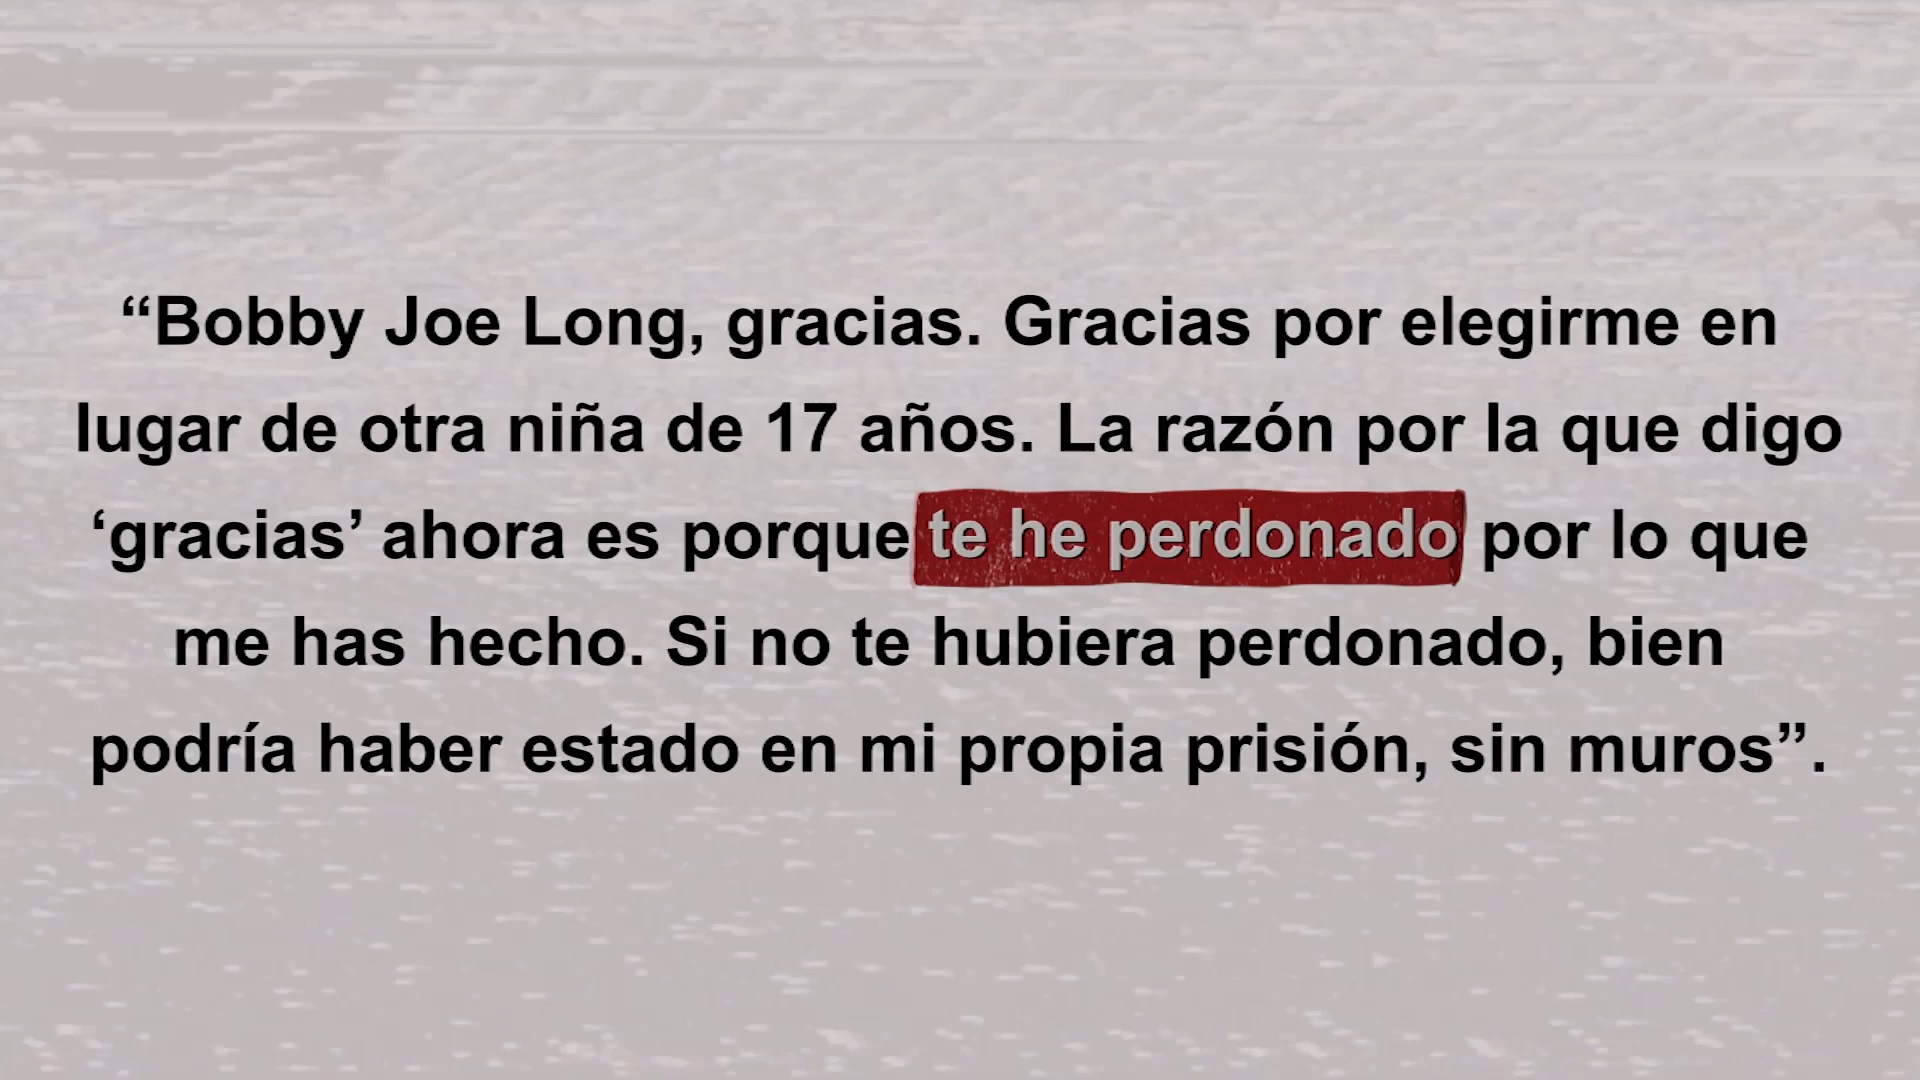 “Bobby Joe Long, gracias. Gracias por elegirme en
lugar de otra niña de 17 años. La razón por la que digo
‘gracias’ ahora es porque te he perdonado por lo que
me has hecho. Si no te hubiera perdonado, bien
podría haber estado en mi propia prisión, sin muros”.